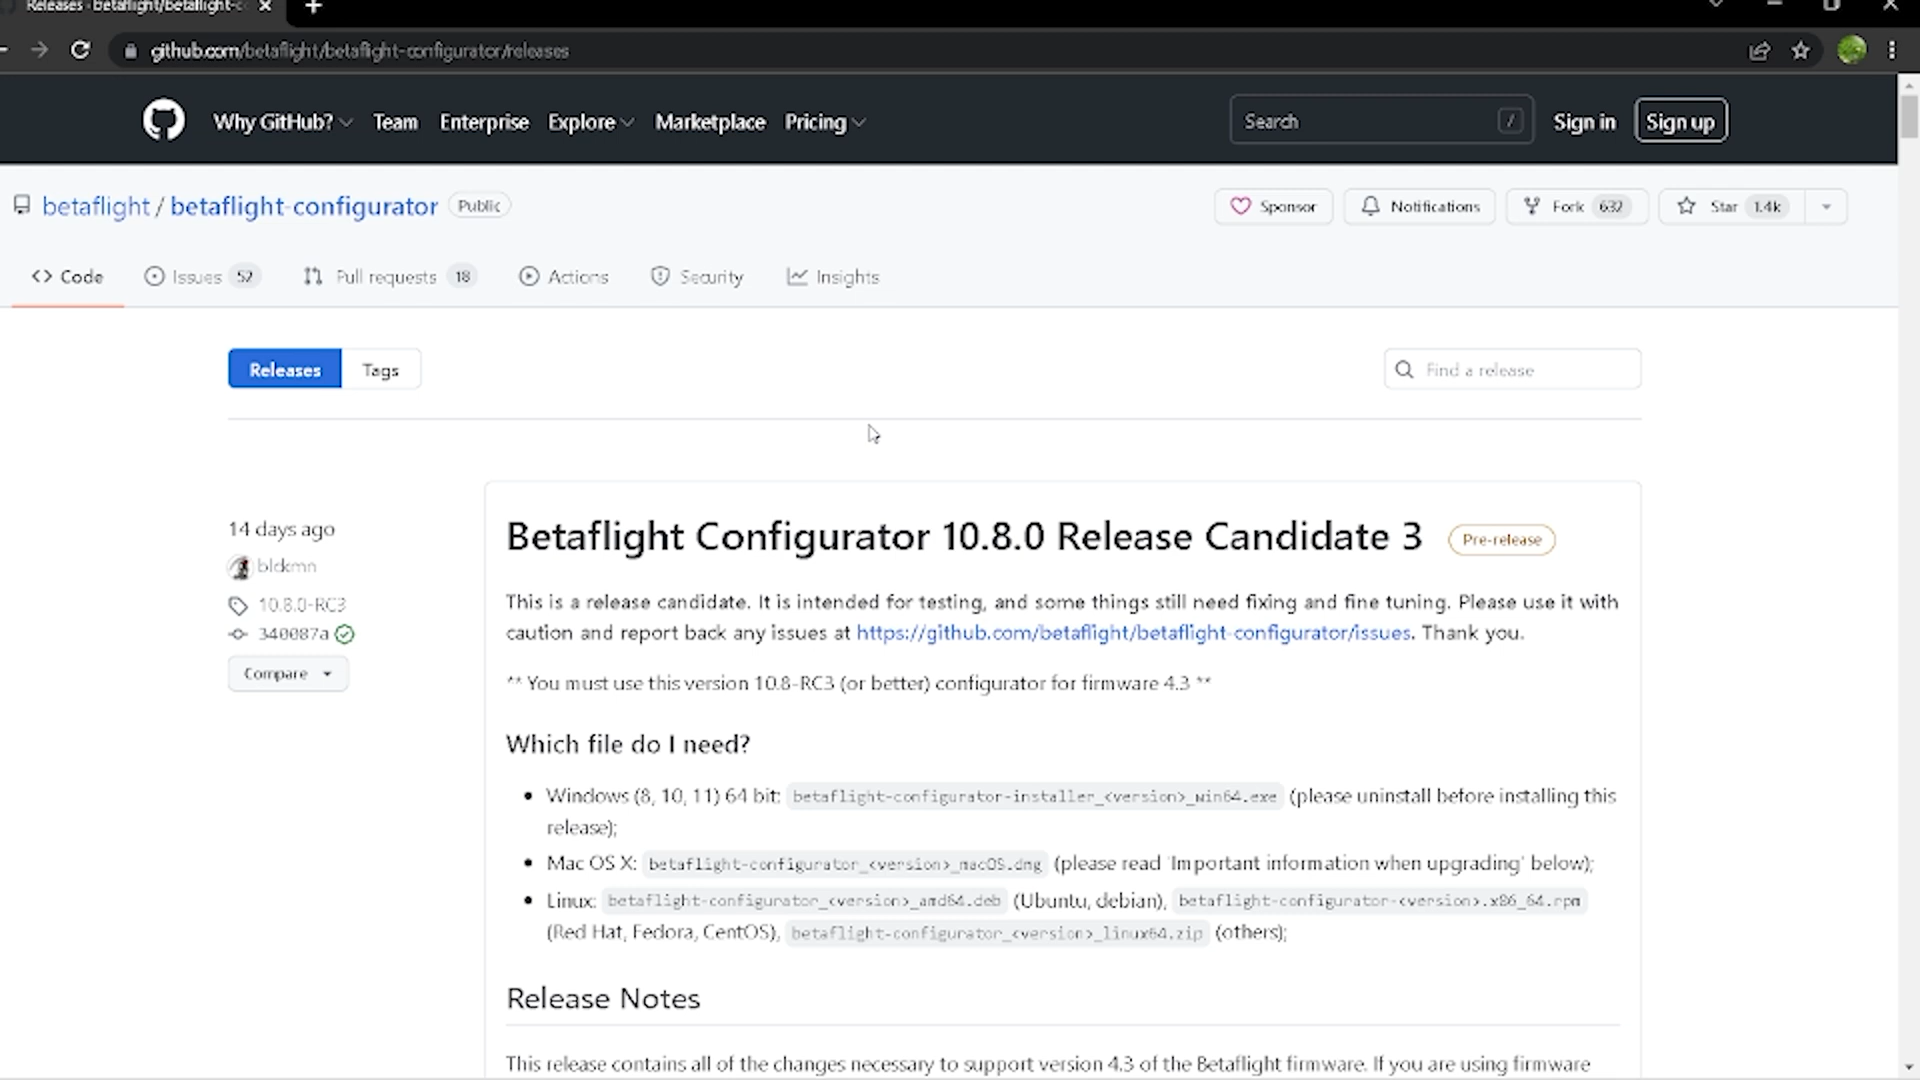 Releases · betaflight/betaflight-c
github.com/betaflight/betaflight-configurator/releases
Why GitHub? Team Enterprise Explore Marketplace Pricing Search / Sign in Sign up
betaflight / betaflight-configurator Public Sponsor Notifications Fork 632 Star 1.4k
Code Issues 52 Pull requests 18 Actions Security Insights
Releases Tags Find a release
14 days ago
blckmn
10.8.0-RC3
340087a
Compare
Betaflight Configurator 10.8.0 Release Candidate 3 Pre-release
This is a release candidate. It is intended for testing, and some things still need fixing and fine tuning. Please use it with
caution and report back any issues at https://github.com/betaflight/betaflight-configurator/issues. Thank you.
** You must use this version 10.8-RC3 (or better) configurator for firmware 4.3 **
Which file do I need?
• Windows (8, 10, 11) 64 bit: betaflight-configurator-installer_<version>_win64.exe (please uninstall before installing this
release);
• Mac OS X: betaflight-configurator_<version>_macOS.dmg (please read 'Important information when upgrading' below);
• Linux: betaflight-configurator_<version>_amd64.deb (Ubuntu, debian), betaflight-configurator-<version>.x86_64.rpm
(Red Hat, Fedora, CentOS), betaflight-configurator_<version>_linux64.zip (others);
Release Notes
This release contains all of the changes necessary to support version 4.3 of the Betaflight firmware. If you are using firmware